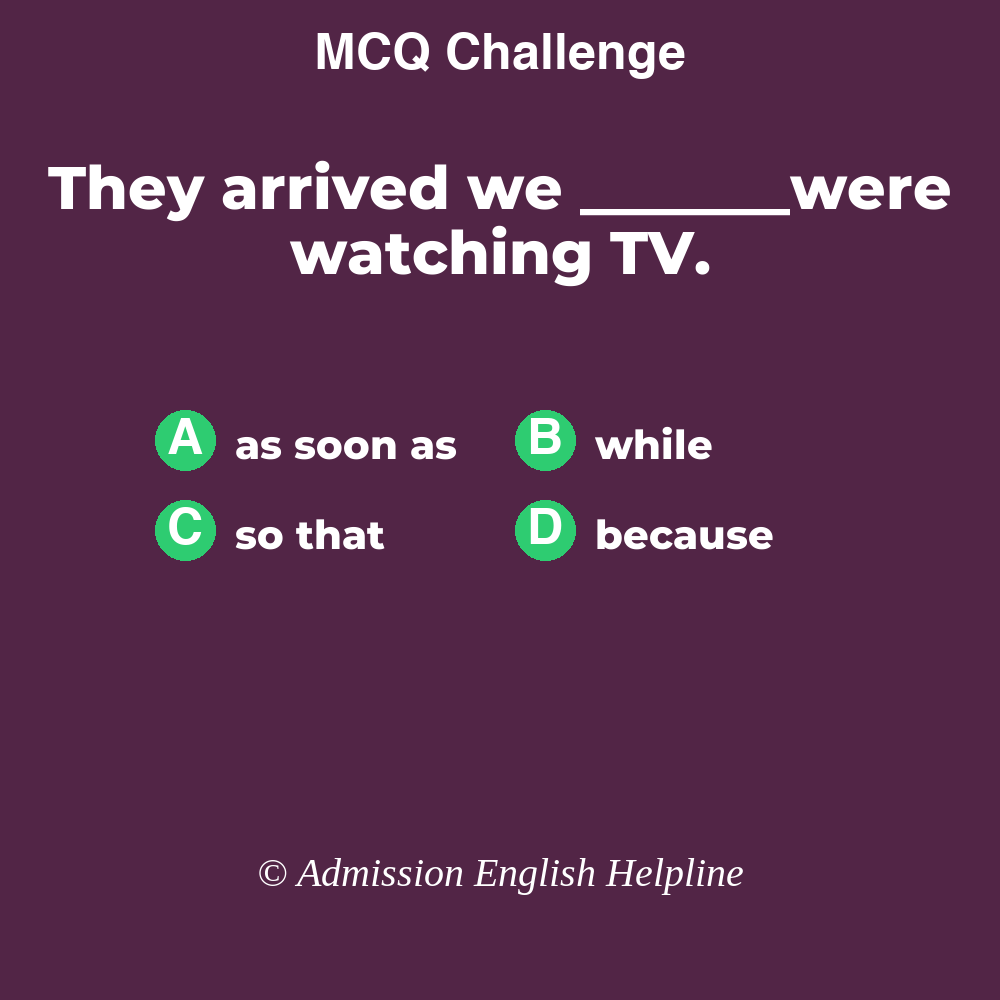 MCQ Challenge
They arrived we _______were
watching TV.
A as soon as B while
C so that D because
© Admission English Helpline